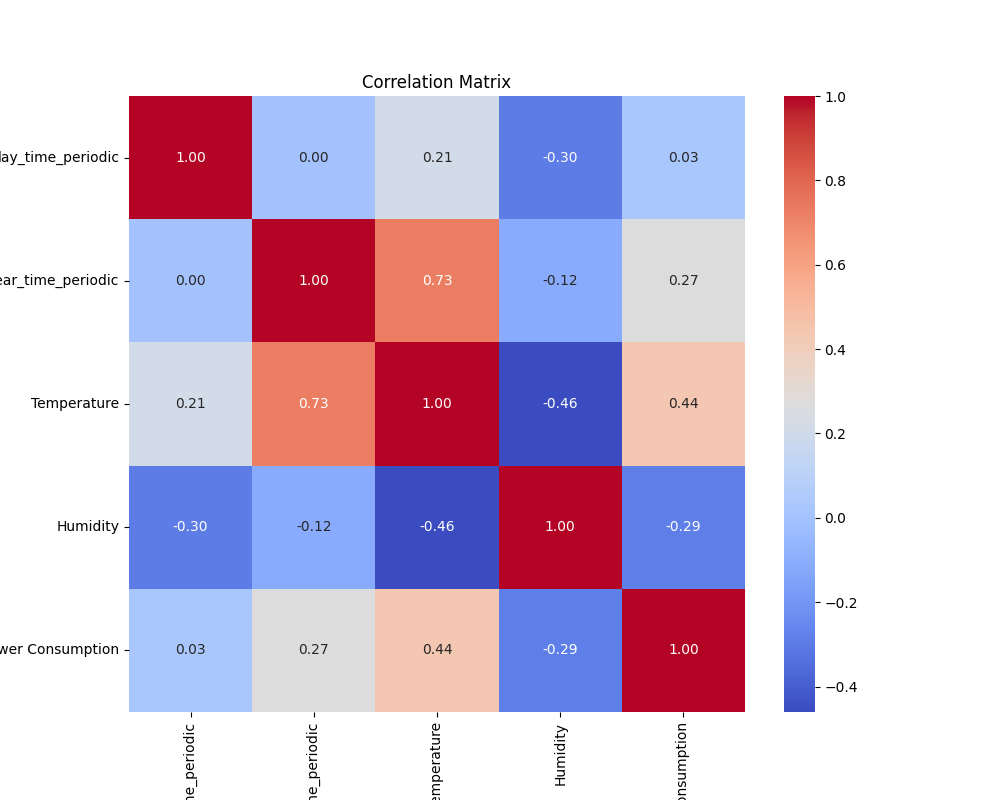 Correlation Matrix
lay_time_periodic 1.00 0.00 0.21 -0.30 0.03
ear_time_periodic 0.00 1.00 0.73 -0.12 0.27
Temperature 0.21 0.73 1.00 -0.46 0.44
Humidity -0.30 -0.12 -0.46 1.00 -0.29
wer Consumption 0.03 0.27 0.44 -0.29 1.00
ne_periodic
ne_periodic
emperature
Humidity
onsumption
1.0
0.8
0.6
0.4
0.2
0.0
−0.2
−0.4